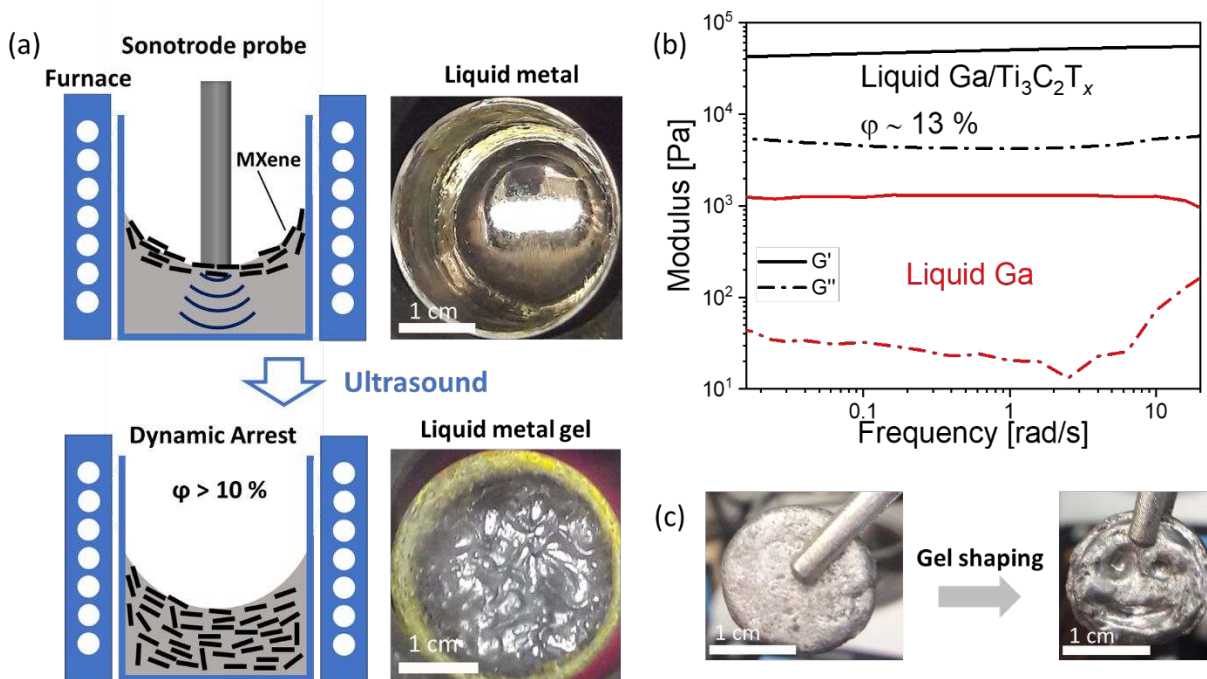 (a)
Sonotrode probe
Furnace
MXene
Liquid metal
1 cm
Ultrasound
Dynamic Arrest
φ > 10 %
Liquid metal gel
1 cm
(b)
Modulus [Pa]
10⁵
10⁴
10³
10²
10¹
Liquid Ga/Ti₃C₂Tₓ
φ ~ 13 %
G'
G''
Liquid Ga
0.1 1 10
Frequency [rad/s]
(c)
1 cm
Gel shaping
1 cm